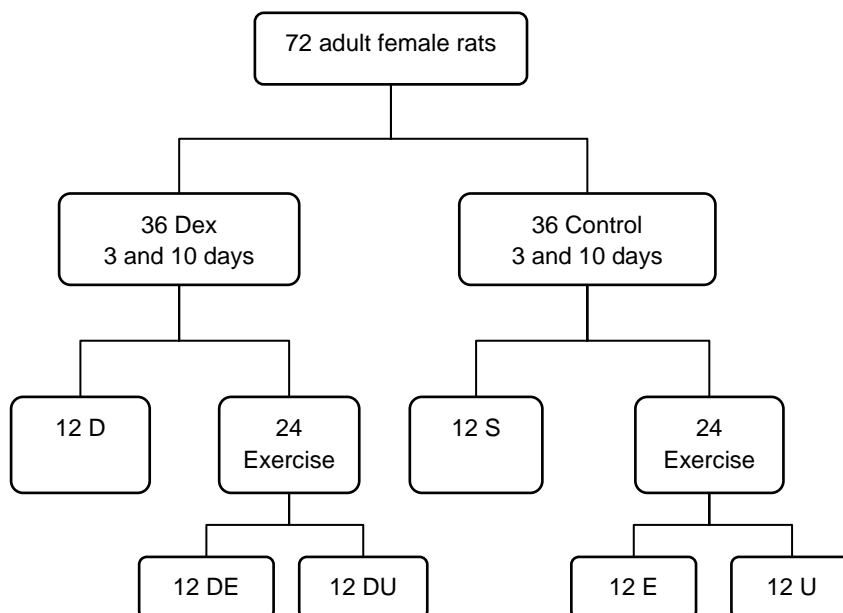 72 adult female rats
36 Dex
3 and 10 days
36 Control
3 and 10 days
12 D
24
Exercise
12 S
24
Exercise
12 DE
12 DU
12 E
12 U